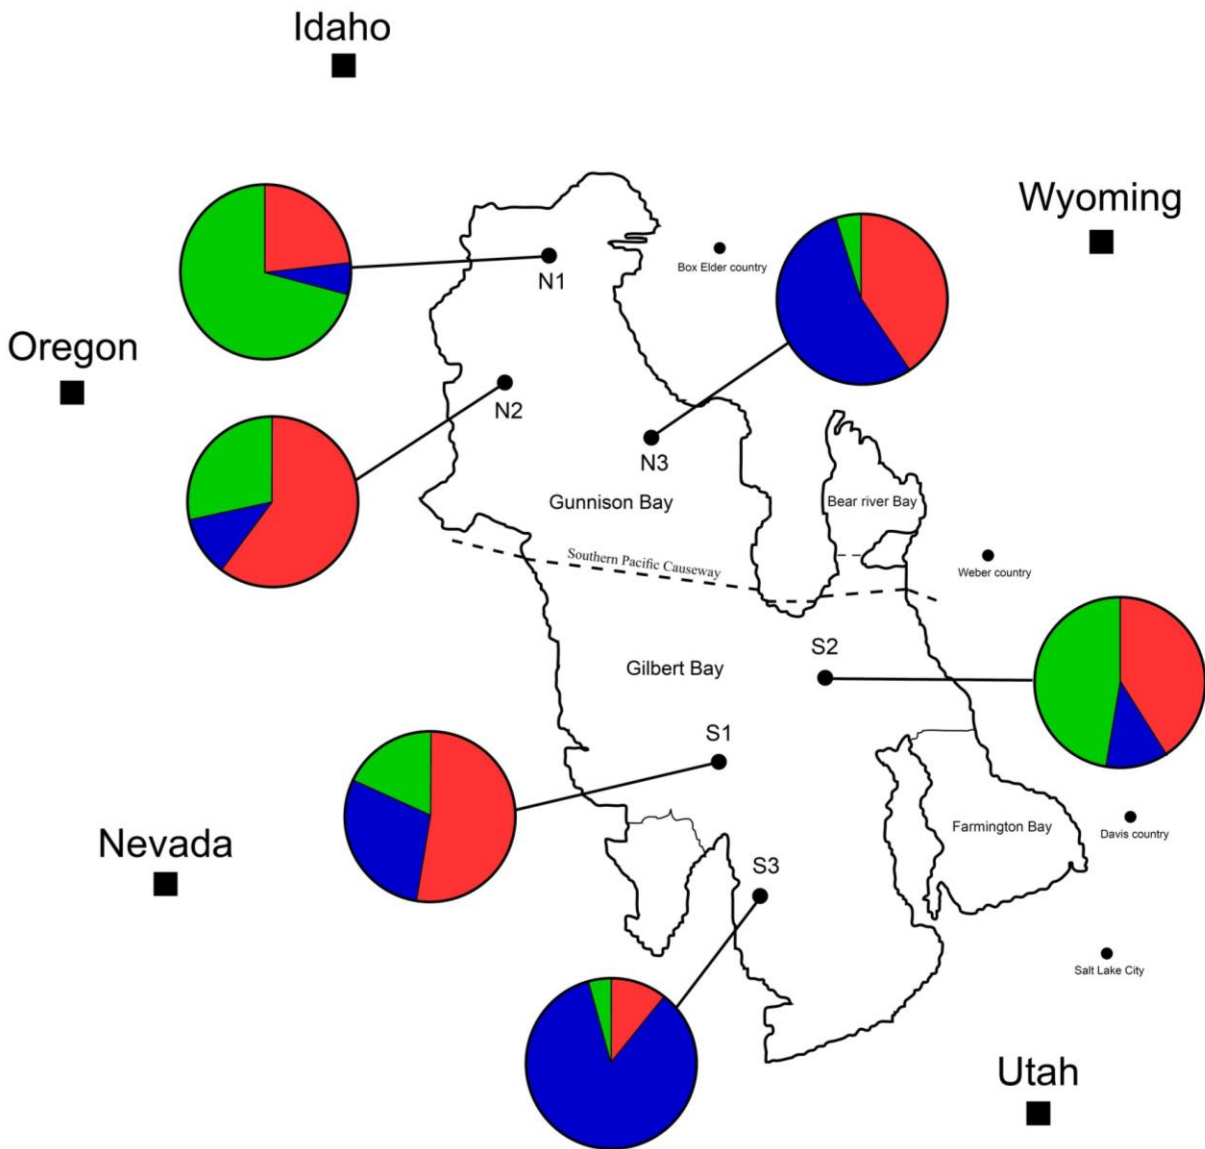 Idaho
Wyoming
Box Elder country
N1
Oregon
N2
N3
Gunnison Bay
Bear river Bay
Southern Pacific Causeway
Weber country
S2
Gilbert Bay
S1
Farmington Bay
Davis country
Nevada
S3
Salt Lake City
Utah